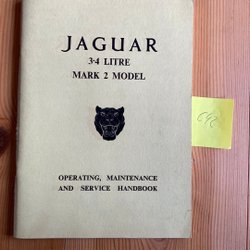 JAGUAR
3·4 LITRE
MARK 2 MODEL
OPERATING, MAINTENANCE
AND SERVICE HANDBOOK